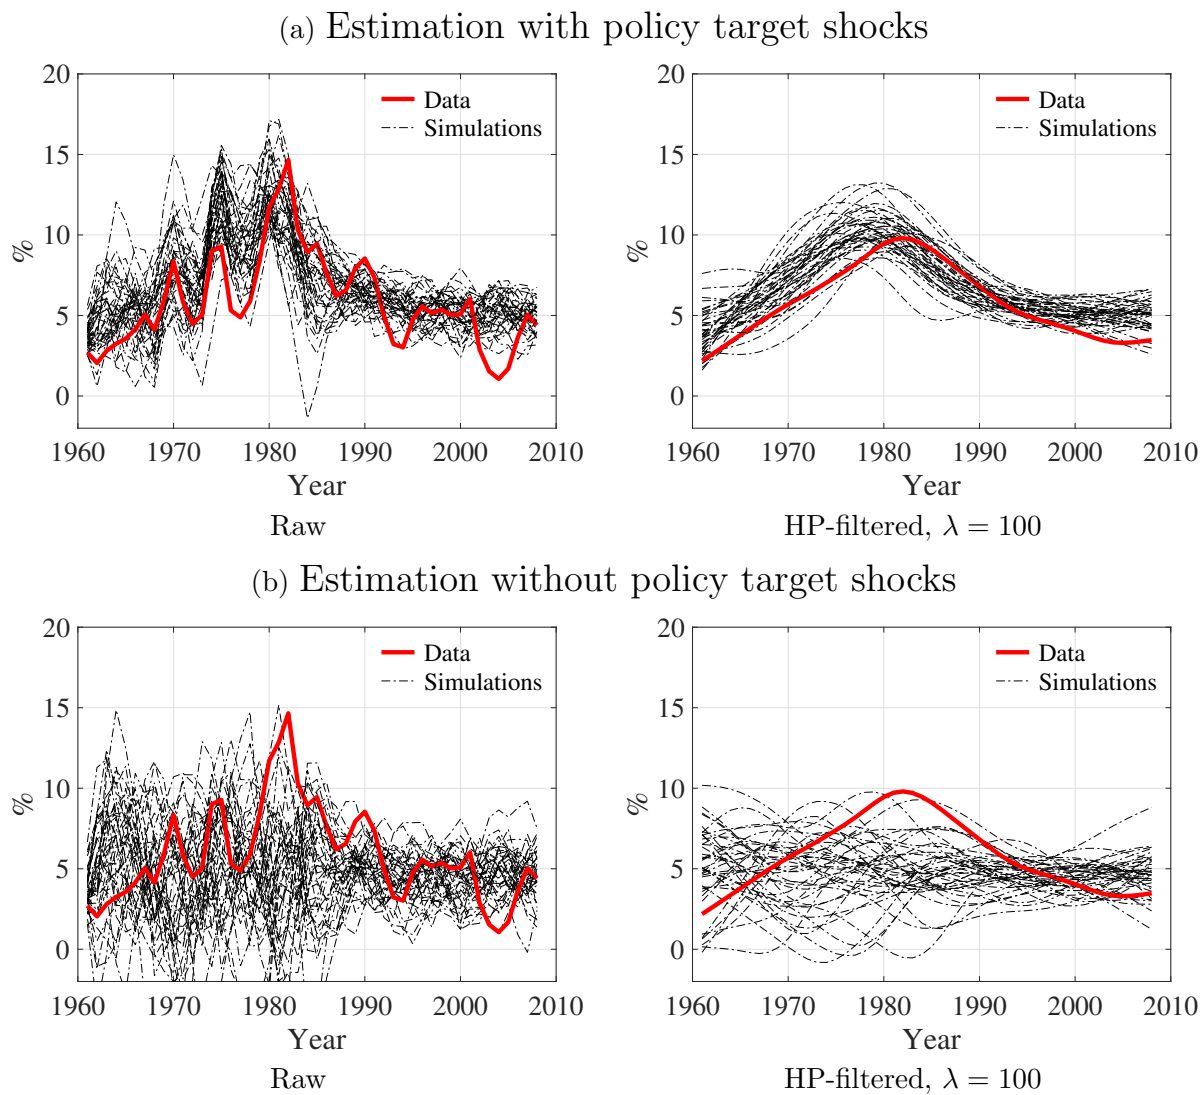 (a) Estimation with policy target shocks
20
15
10
5
0
%
1960 1970 1980 1990 2000 2010
Year
Raw
Data
Simulations
20
15
10
5
0
%
1960 1970 1980 1990 2000 2010
Year
HP-filtered, λ = 100
Data
Simulations
(b) Estimation without policy target shocks
20
15
10
5
0
%
1960 1970 1980 1990 2000 2010
Year
Raw
Data
Simulations
20
15
10
5
0
%
1960 1970 1980 1990 2000 2010
Year
HP-filtered, λ = 100
Data
Simulations